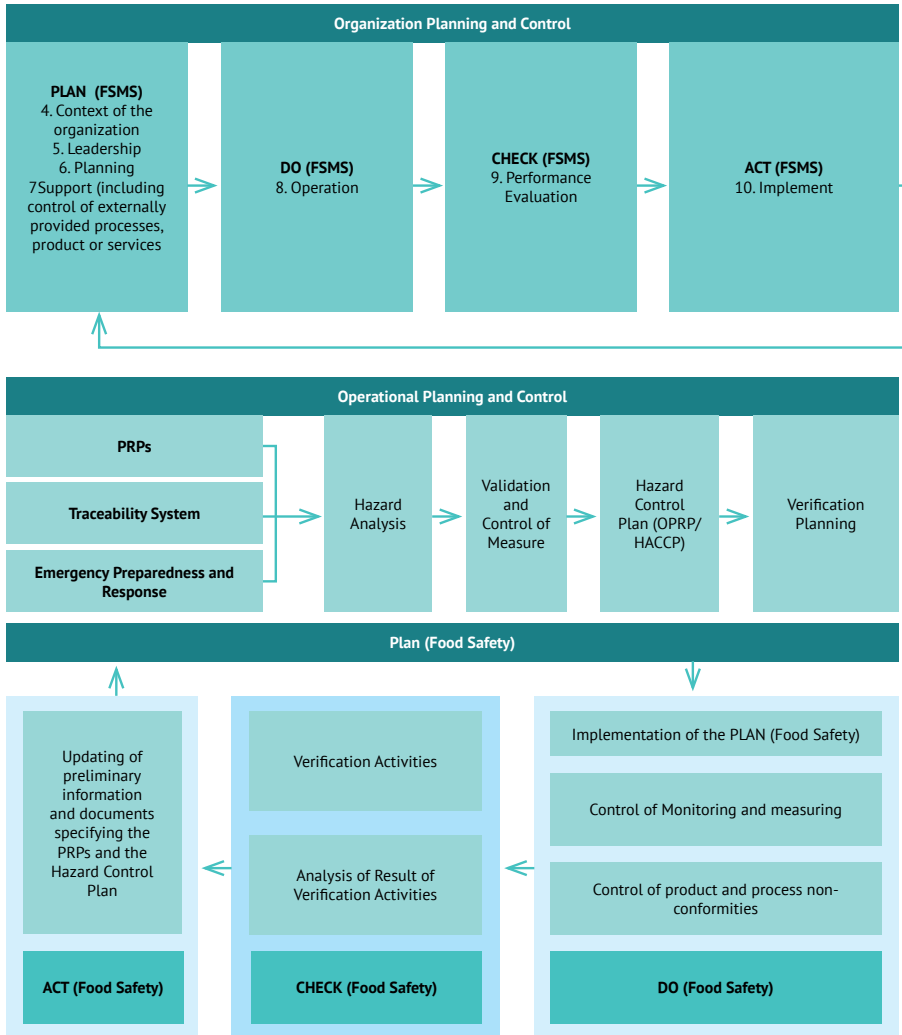 Organization Planning and Control
PLAN (FSMS)
4. Context of the
organization
5. Leadership
6. Planning
7Support (including
control of externally
provided processes,
product or services
DO (FSMS)
8. Operation
CHECK (FSMS)
9. Performance
Evaluation
ACT (FSMS)
10. Implement
Operational Planning and Control
PRPs
Traceability System
Emergency Preparedness and
Response
Hazard
Analysis
Validation
and
Control of
Measure
Hazard
Control
Plan (OPRP/
HACCP)
Verification
Planning
Plan (Food Safety)
Updating of
preliminary
information
and documents
specifying the
PRPs and the
Hazard Control
Plan
ACT (Food Safety)
Verification Activities
Analysis of Result of
Verification Activities
CHECK (Food Safety)
Implementation of the PLAN (Food Safety)
Control of Monitoring and measuring
Control of product and process non-
conformities
DO (Food Safety)